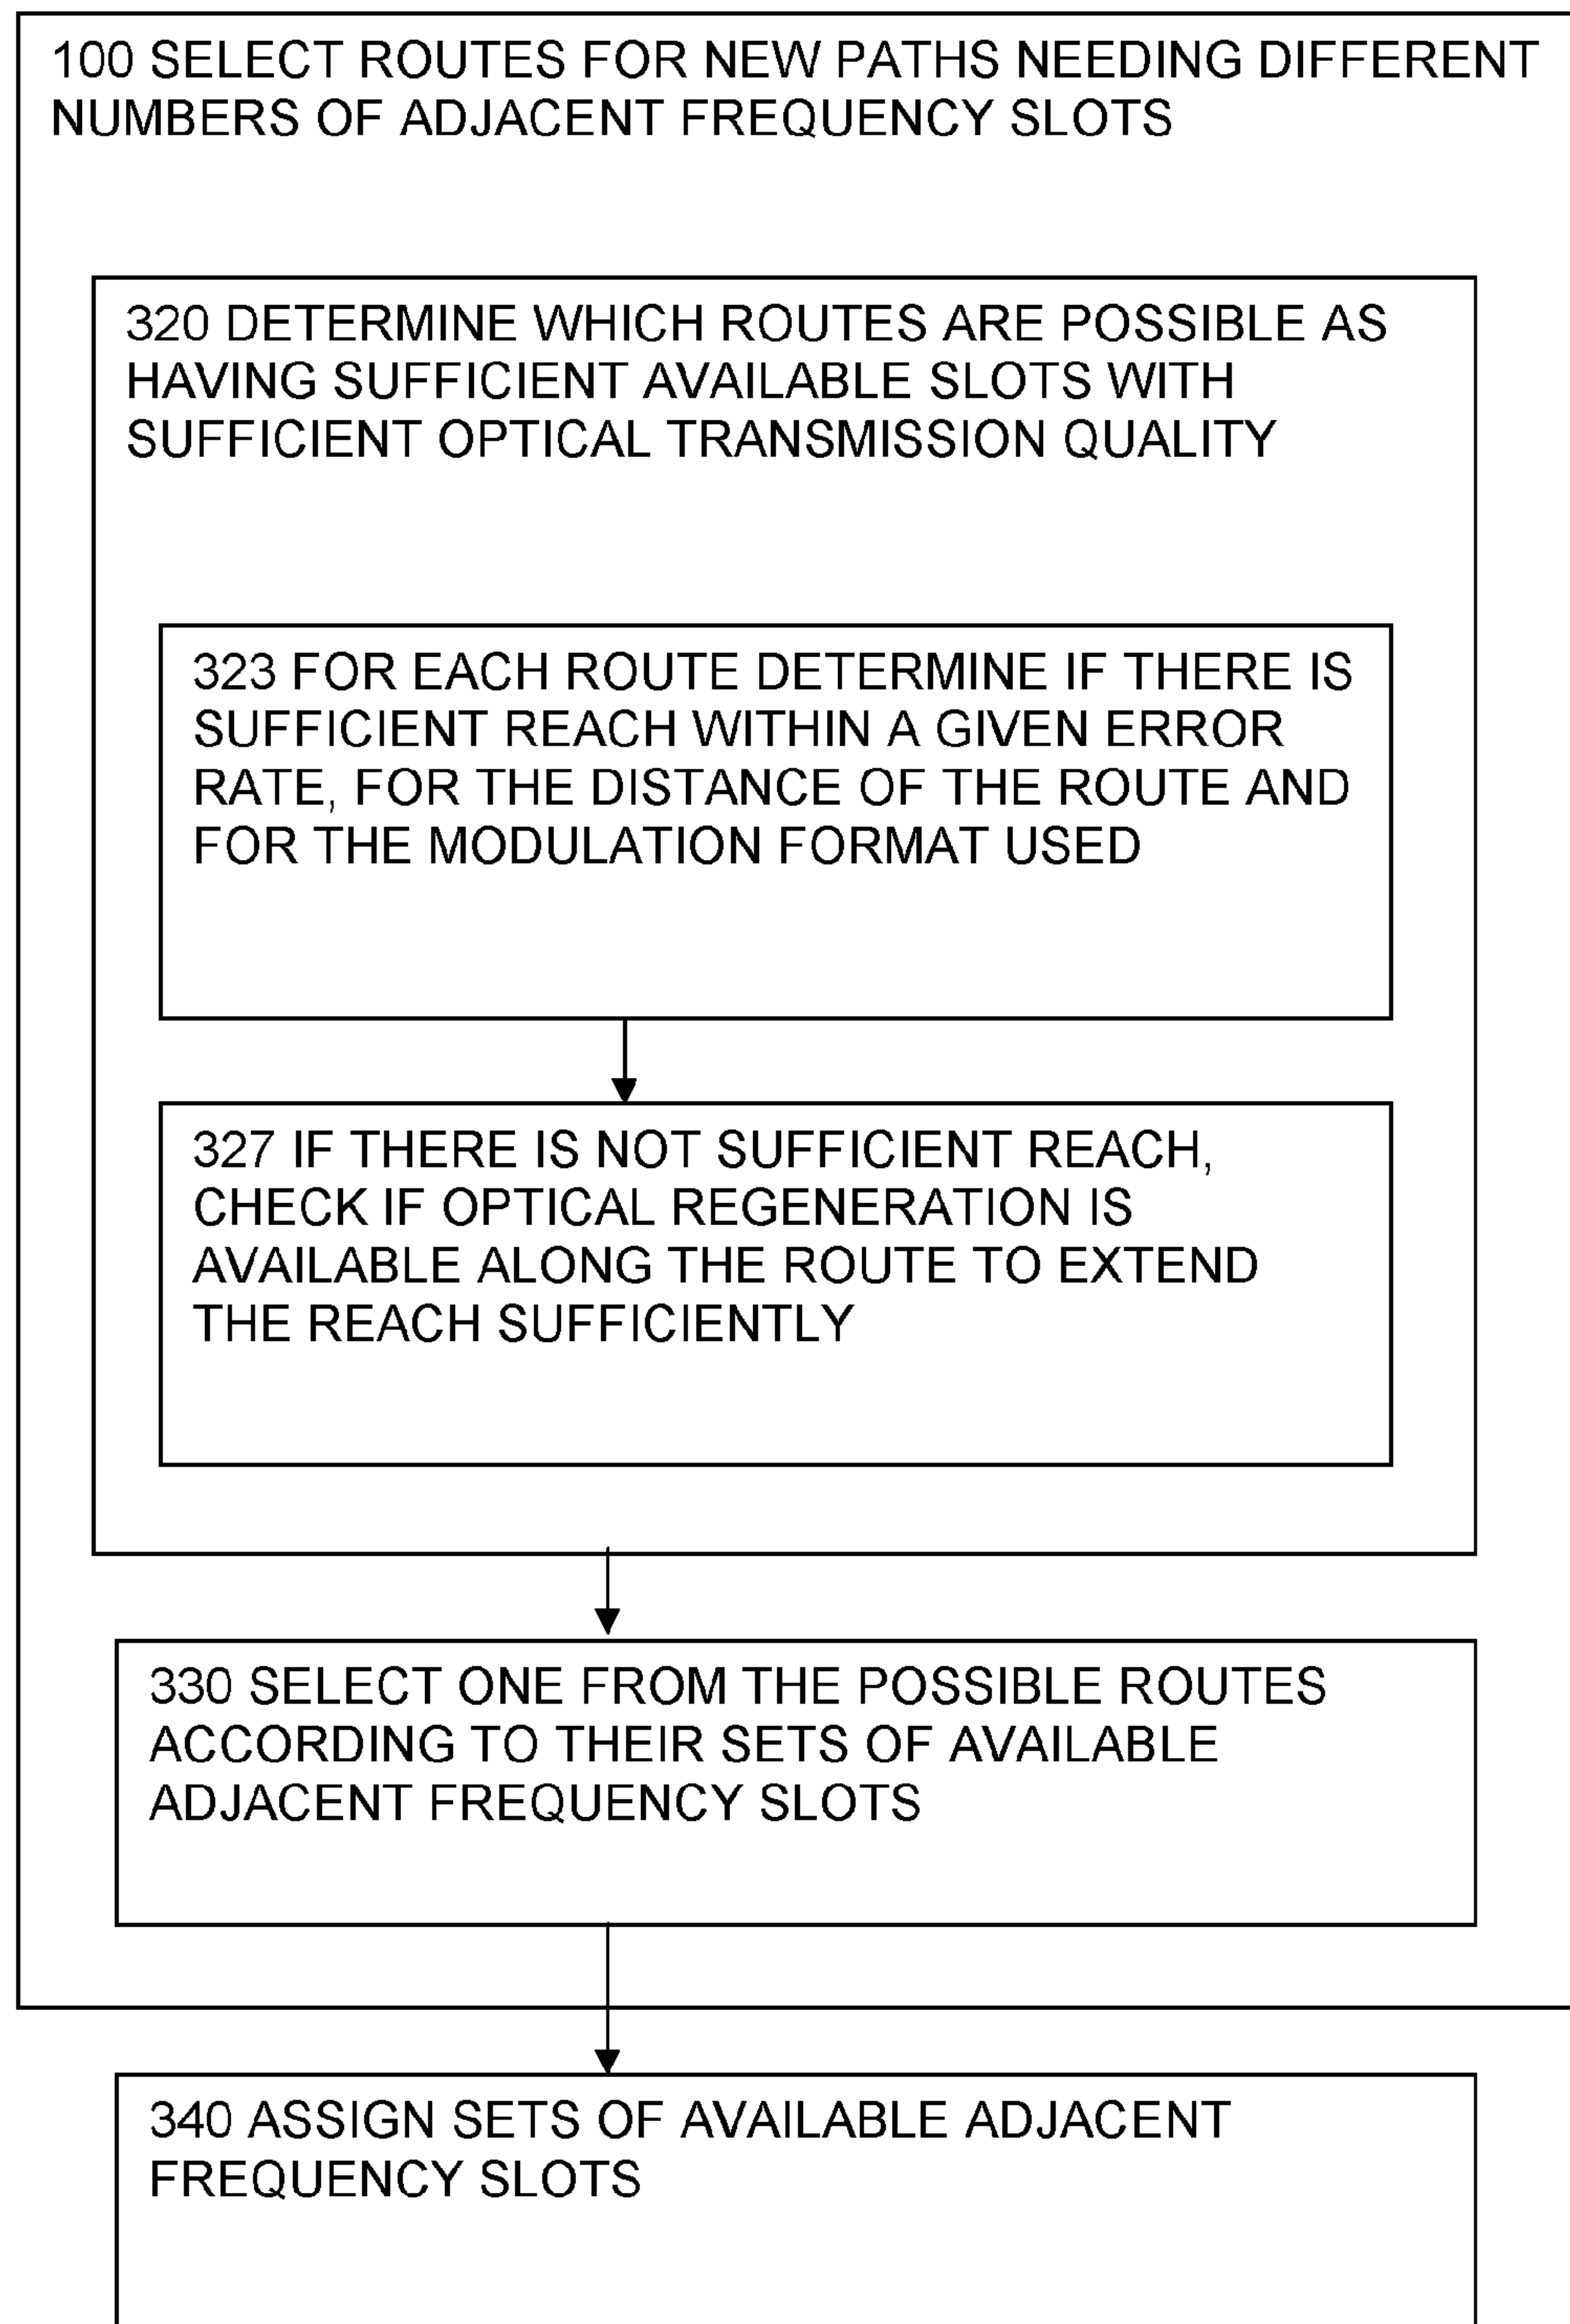 100 SELECT ROUTES FOR NEW PATHS NEEDING DIFFERENT
NUMBERS OF ADJACENT FREQUENCY SLOTS
320 DETERMINE WHICH ROUTES ARE POSSIBLE AS
HAVING SUFFICIENT AVAILABLE SLOTS WITH
SUFFICIENT OPTICAL TRANSMISSION QUALITY
323 FOR EACH ROUTE DETERMINE IF THERE IS
SUFFICIENT REACH WITHIN A GIVEN ERROR
RATE, FOR THE DISTANCE OF THE ROUTE AND
FOR THE MODULATION FORMAT USED
327 IF THERE IS NOT SUFFICIENT REACH,
CHECK IF OPTICAL REGENERATION IS
AVAILABLE ALONG THE ROUTE TO EXTEND
THE REACH SUFFICIENTLY
330 SELECT ONE FROM THE POSSIBLE ROUTES
ACCORDING TO THEIR SETS OF AVAILABLE
ADJACENT FREQUENCY SLOTS
340 ASSIGN SETS OF AVAILABLE ADJACENT
FREQUENCY SLOTS